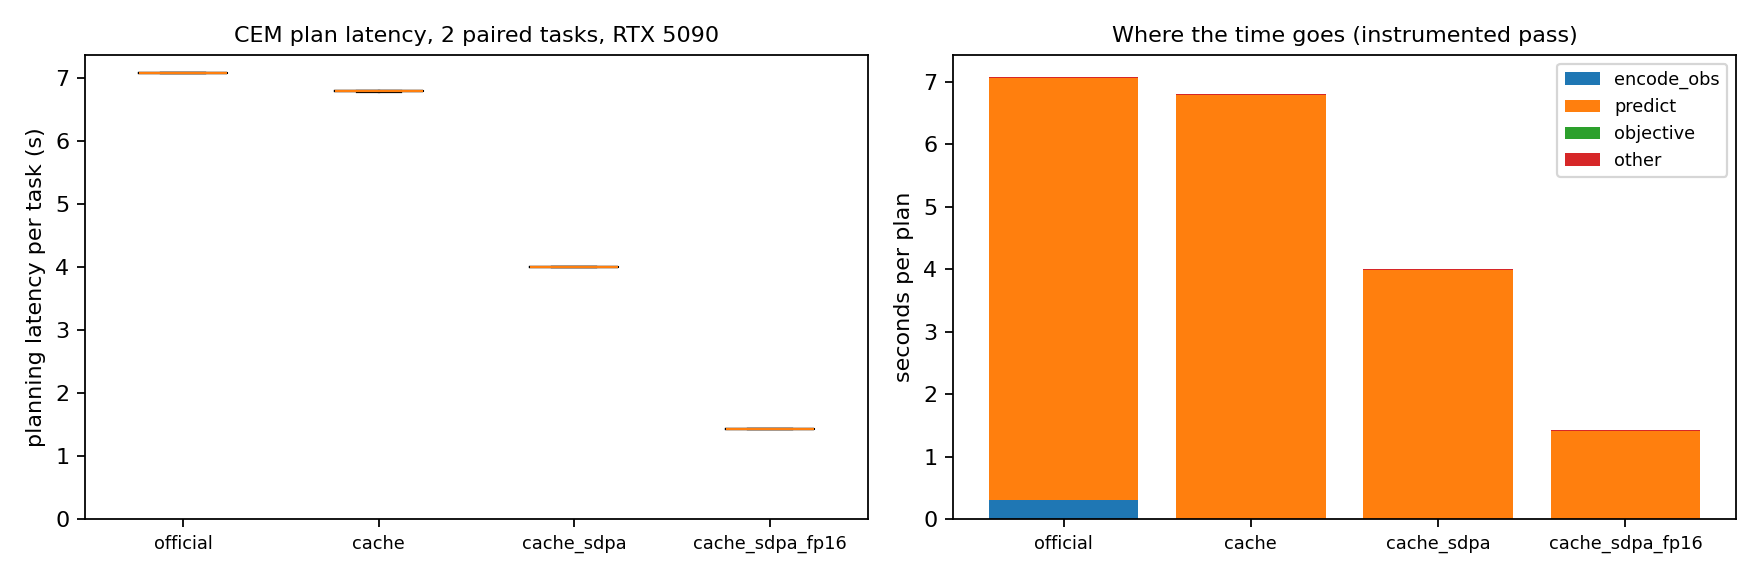 CEM plan latency, 2 paired tasks, RTX 5090
planning latency per task (s)
7
6
5
4
3
2
1
0
official
cache
cache_sdpa
cache_sdpa_fp16
Where the time goes (instrumented pass)
seconds per plan
7
6
5
4
3
2
1
0
encode_obs
predict
objective
other
official
cache
cache_sdpa
cache_sdpa_fp16